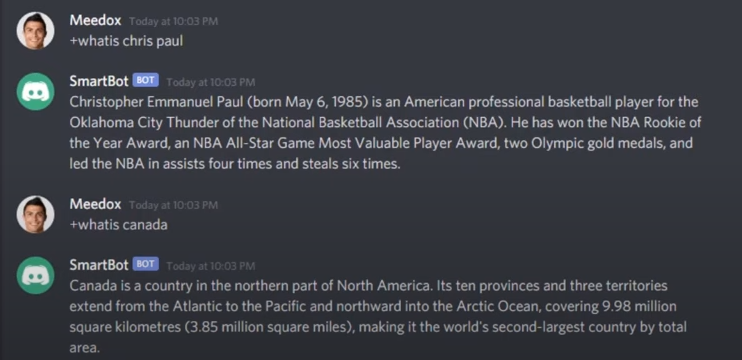 Meedox Today at 10:03 PM
+whatis chris paul
SmartBot BOT Today at 10:03 PM
Christopher Emmanuel Paul (born May 6, 1985) is an American professional basketball player for the
Oklahoma City Thunder of the National Basketball Association (NBA). He has won the NBA Rookie of
the Year Award, an NBA All-Star Game Most Valuable Player Award, two Olympic gold medals, and
led the NBA in assists four times and steals six times.
Meedox Today at 10:03 PM
+whatis canada
SmartBot BOT Today at 10:03 PM
Canada is a country in the northern part of North America. Its ten provinces and three territories
extend from the Atlantic to the Pacific and northward into the Arctic Ocean, covering 9.98 million
square kilometres (3.85 million square miles), making it the world's second-largest country by total
area.